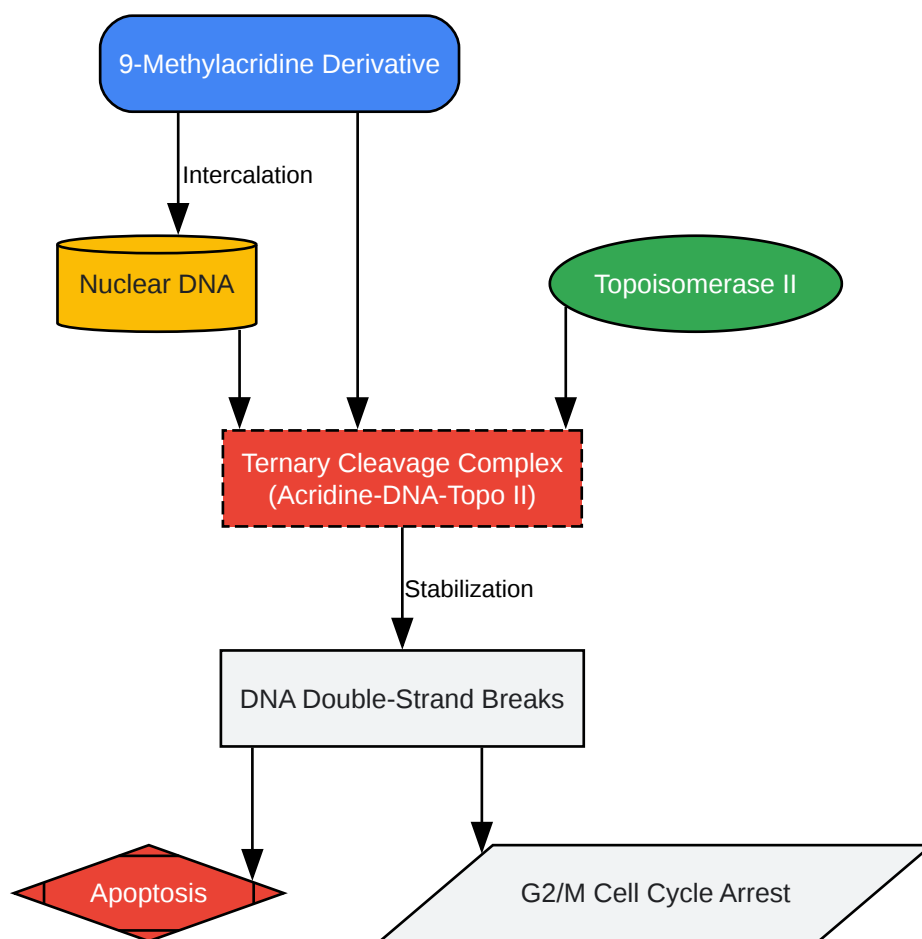 9-Methylacridine Derivative
Intercalation
Nuclear DNA
Topoisomerase II
Ternary Cleavage Complex
(Acridine-DNA-Topo II)
Stabilization
DNA Double-Strand Breaks
Apoptosis
G2/M Cell Cycle Arrest